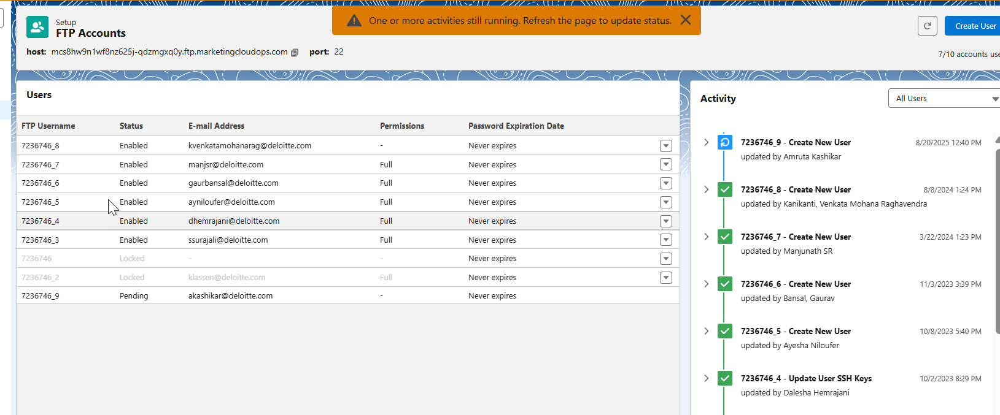 Setup
FTP Accounts
One or more activities still running. Refresh the page to update status.
Create User
host: mcs8hw9n1wf8nz625j-qdzmgxq0y.ftp.marketingcloudops.com port: 22
7/10 accounts use
Users
FTP Username Status E-mail Address Permissions Password Expiration Date
7236746_8 Enabled kvenkatamohanarag@deloitte.com - Never expires
7236746_7 Enabled manjsr@deloitte.com Full Never expires
7236746_6 Enabled gaurbansal@deloitte.com Full Never expires
7236746_5 Enabled ayniloufer@deloitte.com Full Never expires
7236746_4 Enabled dhemrajani@deloitte.com Full Never expires
7236746_3 Enabled ssurajali@deloitte.com Full Never expires
7236746 Locked - - Never expires
7236746_2 Locked klassen@deloitte.com Full Never expires
7236746_9 Pending akashikar@deloitte.com - Never expires
Activity
All Users
7236746_9 - Create New User 8/20/2025 12:40 PM
updated by Amruta Kashikar
7236746_8 - Create New User 8/8/2024 1:24 PM
updated by Kanikanti, Venkata Mohana Raghavendra
7236746_7 - Create New User 3/22/2024 1:23 PM
updated by Manjunath SR
7236746_6 - Create New User 11/3/2023 3:39 PM
updated by Bansal, Gaurav
7236746_5 - Create New User 10/8/2023 5:40 PM
updated by Ayesha Niloufer
7236746_4 - Update User SSH Keys 10/2/2023 8:29 PM
updated by Dalesha Hemrajani